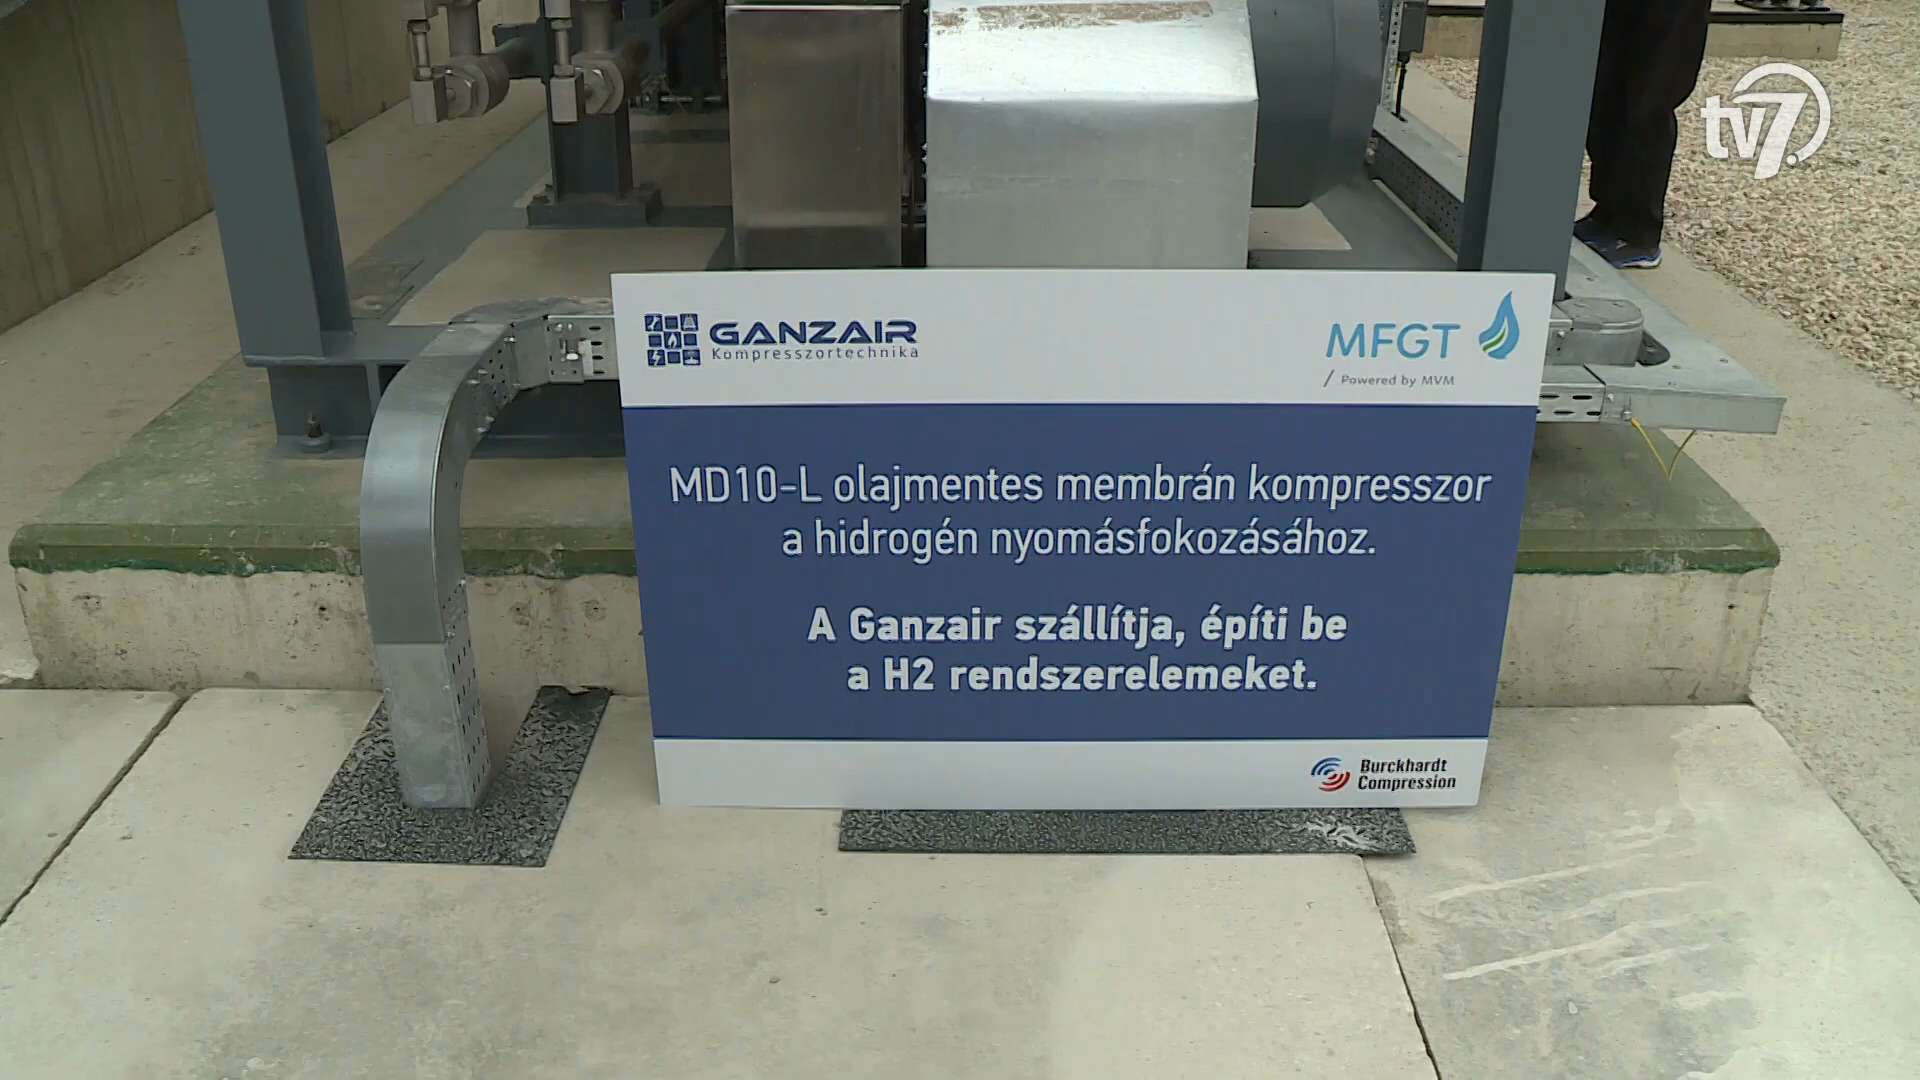 tv7
GANZAIR
Kompresszortechnika
MFGT
/ Powered by MVM
MD10-L olajmentes membrán kompresszor
a hidrogén nyomásfokozásához.
A Ganzair szállítja, építi be
a H2 rendszerelemeket.
Burckhardt
Compression